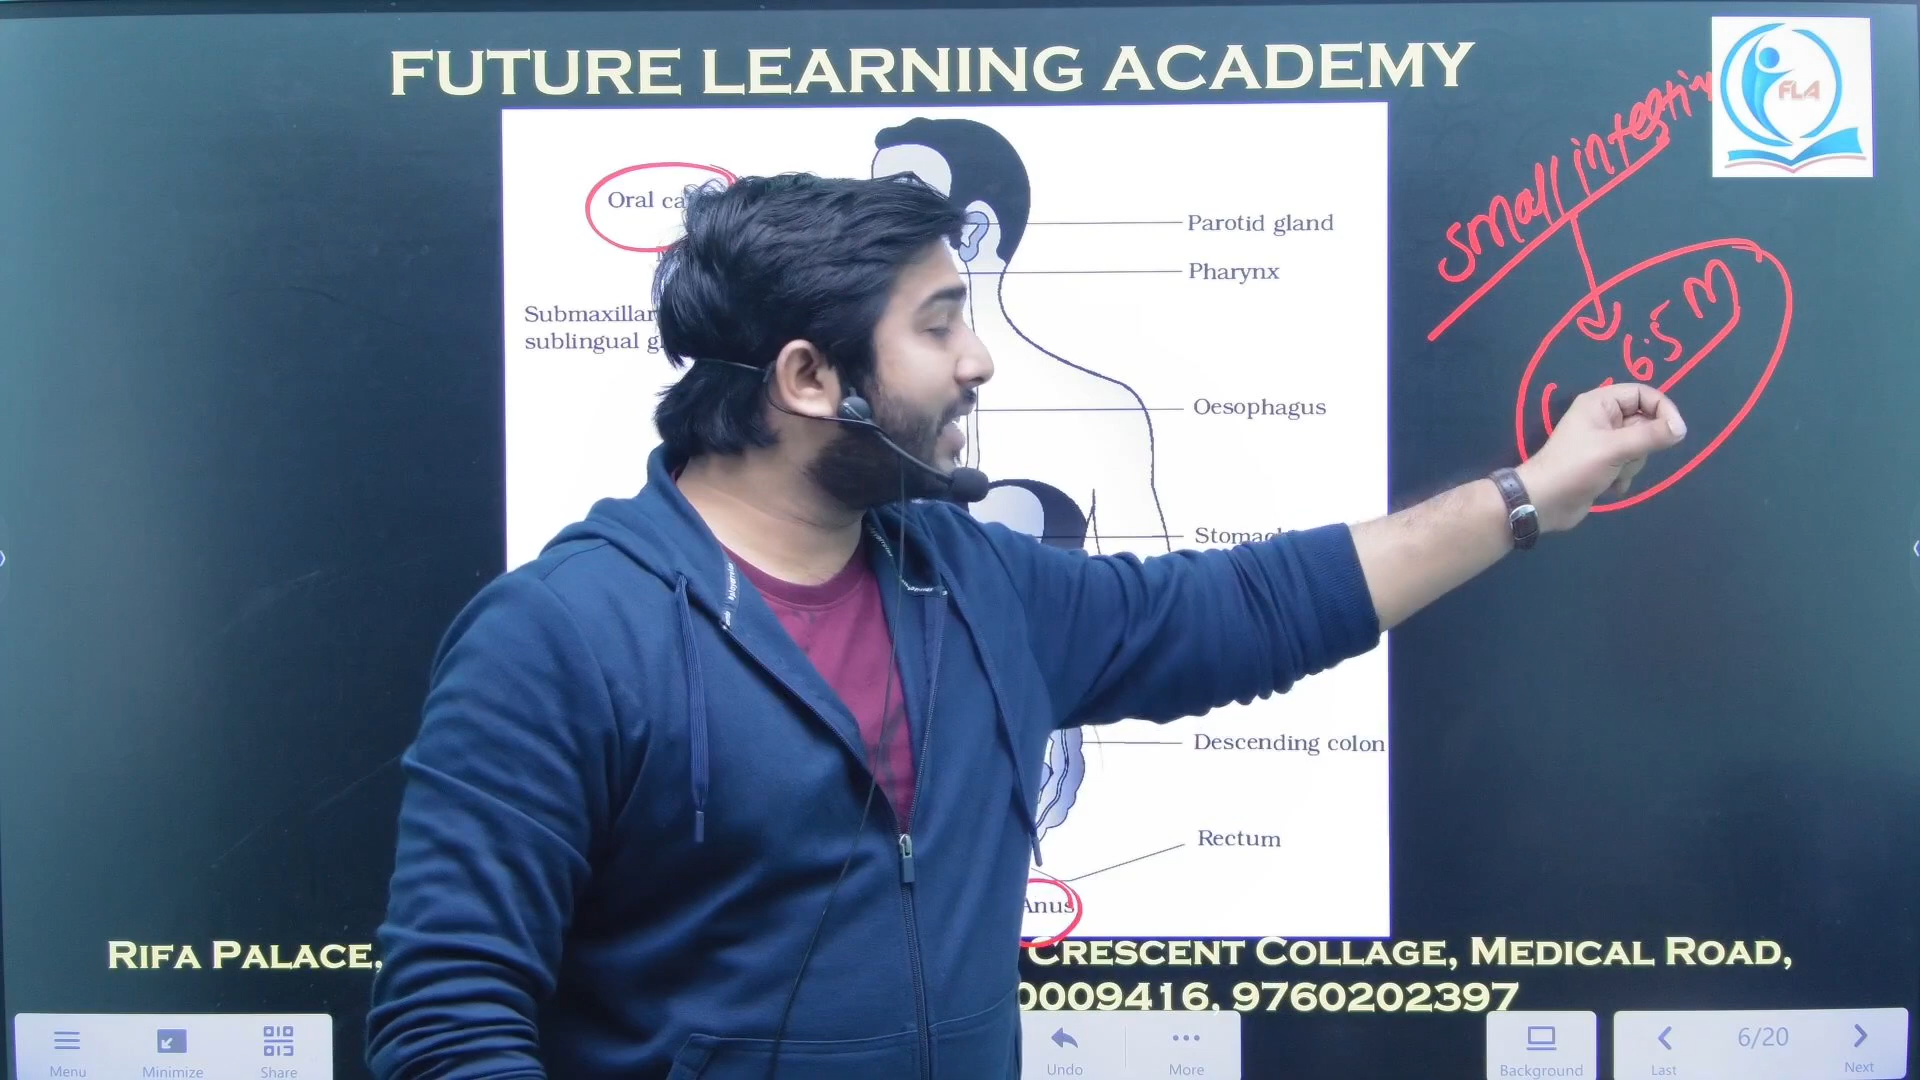 FUTURE LEARNING ACADEMY
FLA
small intestin
6.5 M
Oral ca
Parotid gland
Pharynx
Submaxillar
sublingual g
Oesophagus
Stomac
Descending colon
Rectum
Anus
RIFA PALACE, CRESCENT COLLAGE, MEDICAL ROAD,
0009416, 9760202397
Menu
Minimize
Share
Undo
More
Background
Last
6/20
Next